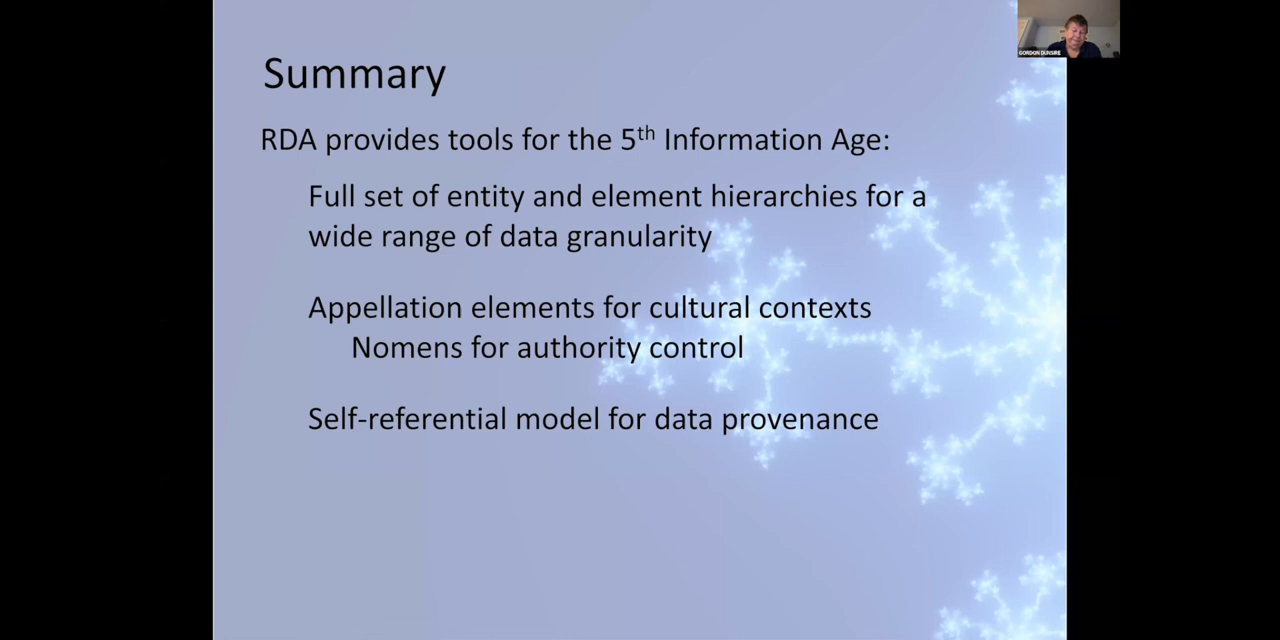 GORDON DUNSIRE
Summary
RDA provides tools for the 5th Information Age:
Full set of entity and element hierarchies for a
wide range of data granularity
Appellation elements for cultural contexts
Nomens for authority control
Self-referential model for data provenance